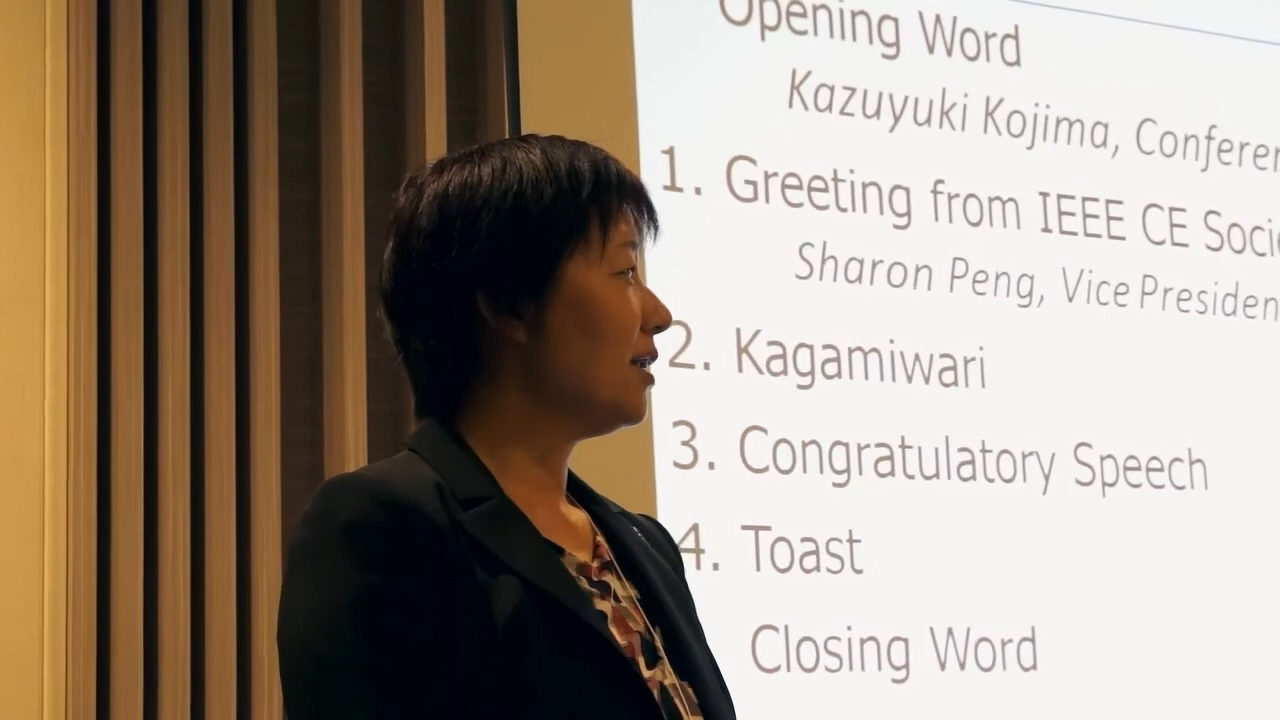 Opening Word
Kazuyuki Kojima, Conferen
1. Greeting from IEEE CE Socie
Sharon Peng, Vice Presiden
2. Kagamiwari
3. Congratulatory Speech
4. Toast
Closing Word